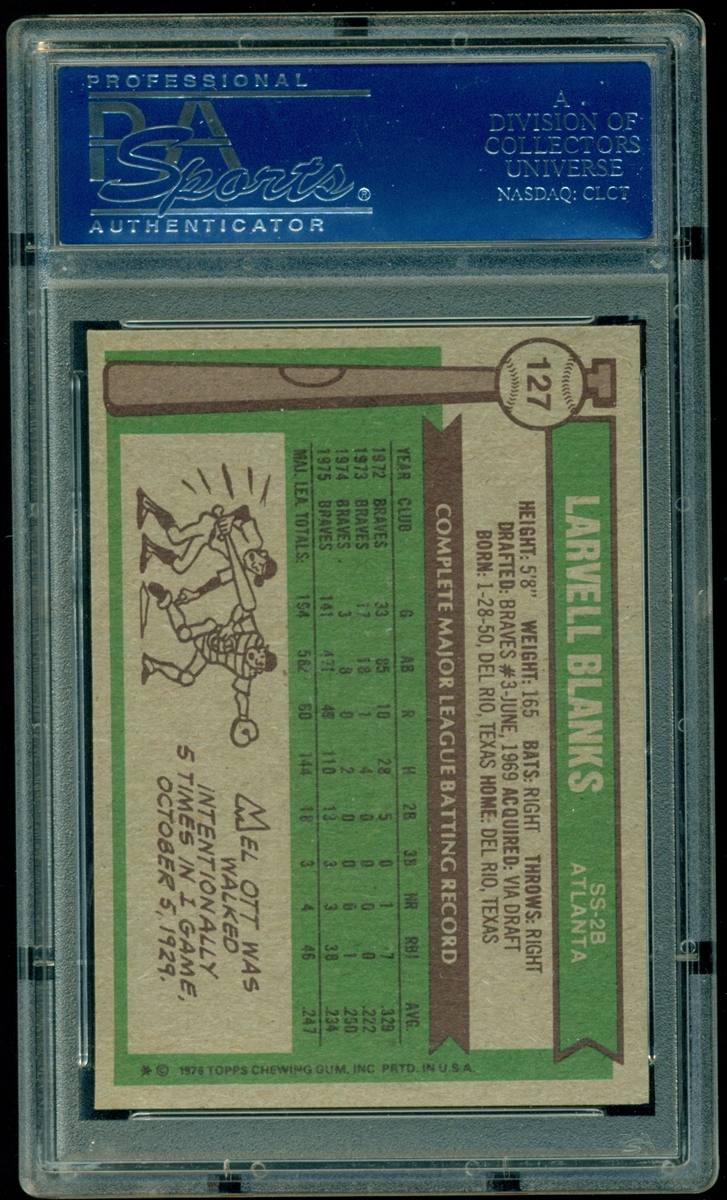 PROFESSIONAL
PSA
Sports®
AUTHENTICATOR
A
DIVISION OF
COLLECTORS
UNIVERSE
NASDAQ: CLCT
127
LARVELL BLANKS
SS-2B
ATLANTA
HEIGHT: 5'8" WEIGHT: 165 BATS: RIGHT THROWS: RIGHT
DRAFTED: BRAVES #3-JUNE, 1969 ACQUIRED: VIA DRAFT
BORN: 1-28-50, DEL RIO, TEXAS HOME: DEL RIO, TEXAS
COMPLETE MAJOR LEAGUE BATTING RECORD
YEAR CLUB G AB R H 2B 3B HR RBI AVG.
1972 BRAVES 33 85 10 28 5 0 1 7 .329
1973 BRAVES 17 18 1 4 0 0 0 0 .222
1974 BRAVES 3 8 0 2 0 0 0 1 .250
1975 BRAVES 141 471 49 110 13 3 3 38 .234
MAJ. LEA. TOTALS: 194 582 60 144 18 3 4 46 .247
MEL OTT WAS
WALKED
INTENTIONALLY
5 TIMES IN 1 GAME,
OCTOBER 5, 1929.
* © 1976 TOPPS CHEWING GUM, INC. PRTD. IN U.S.A.